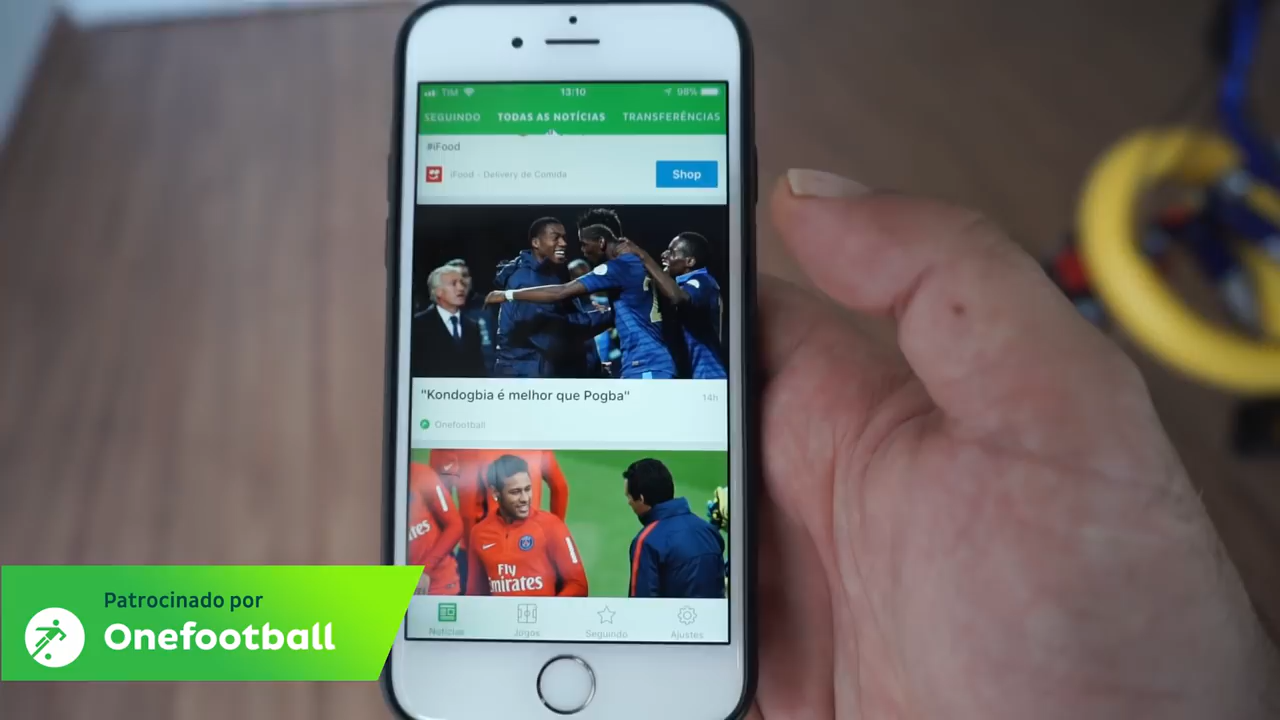 TIM
13:10
98%
SEGUINDO
TODAS AS NOTÍCIAS
TRANSFERÊNCIAS
#iFood
iFood - Delivery de Comida
Shop
"Kondogbia é melhor que Pogba"
14h
Onefootball
Fly
Emirates
Notícias
Jogos
Seguindo
Ajustes
Patrocinado por
Onefootball